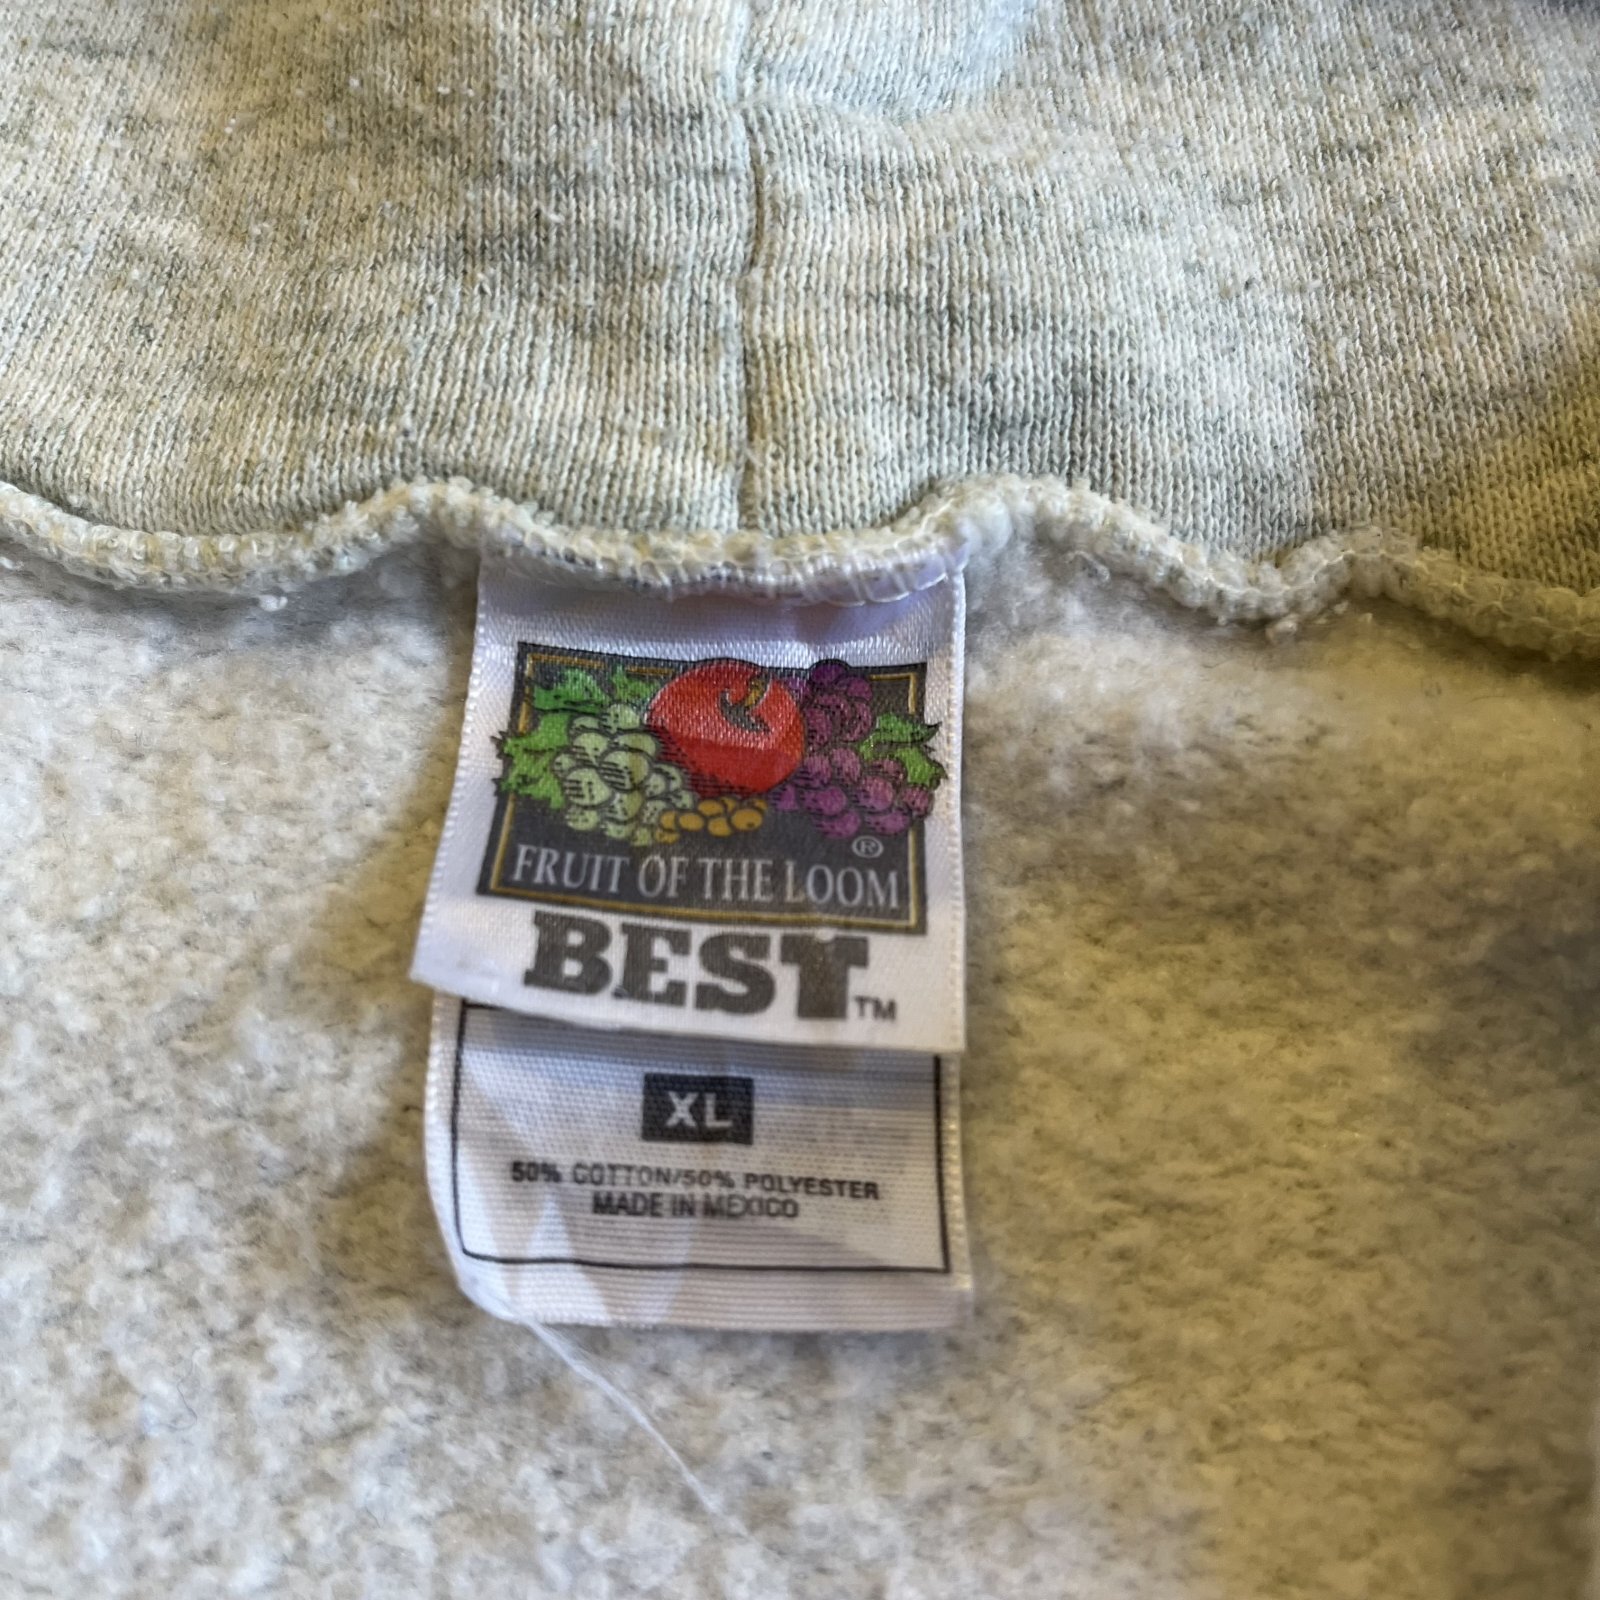 ®
FRUIT OF THE LOOM
BEST™
XL
50% COTTON/50% POLYESTER
MADE IN MEXICO